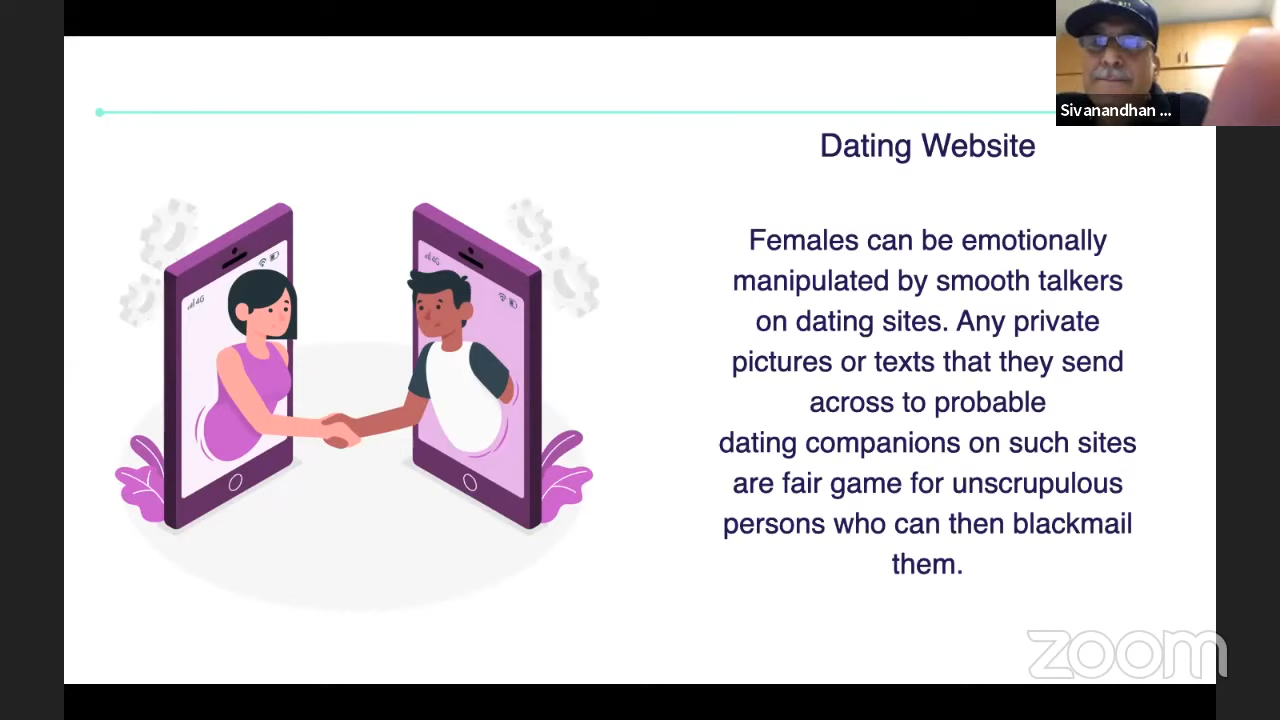 Sivanandhan ...
Dating Website
Females can be emotionally
manipulated by smooth talkers
on dating sites. Any private
pictures or texts that they send
across to probable
dating companions on such sites
are fair game for unscrupulous
persons who can then blackmail
them.
4G
4G
zoom